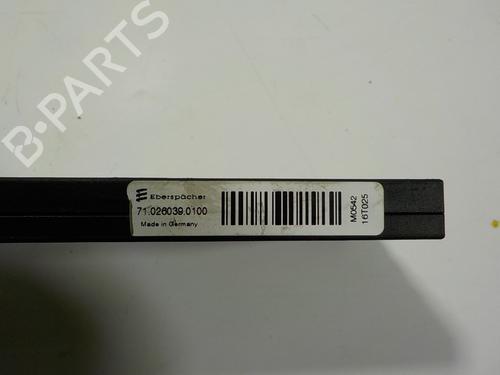 B-PARTS
Eberspächer
71.026039.0100
Made in Germany
M0542
16T025